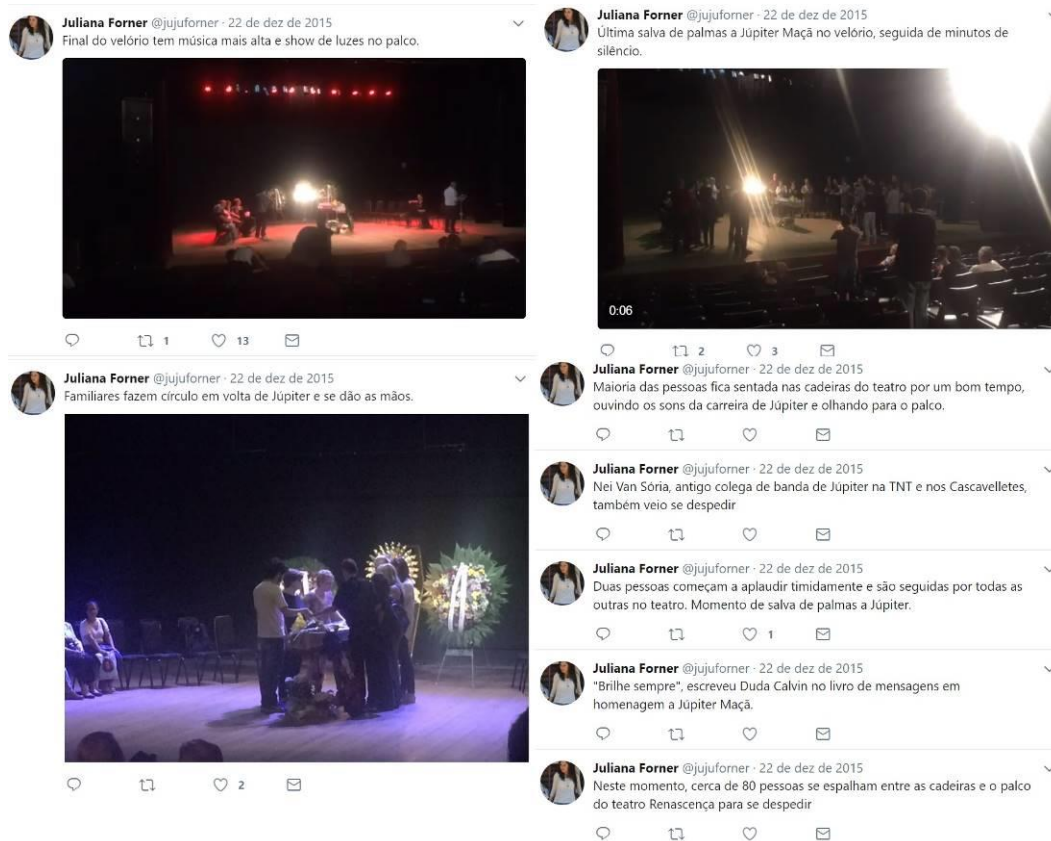 Juliana Forner @jujuforner · 22 de dez de 2015
Final do velório tem música mais alta e show de luzes no palco.
1 13
Juliana Forner @jujuforner · 22 de dez de 2015
Familiares fazem círculo em volta de Júpiter e se dão as mãos.
2
Juliana Forner @jujuforner · 22 de dez de 2015
Última salva de palmas a Júpiter Maçã no velório, seguida de minutos de
silêncio.
0:06
2 3
Juliana Forner @jujuforner · 22 de dez de 2015
Maioria das pessoas fica sentada nas cadeiras do teatro por um bom tempo,
ouvindo os sons da carreira de Júpiter e olhando para o palco.
Juliana Forner @jujuforner · 22 de dez de 2015
Nei Van Sória, antigo colega de banda de Júpiter na TNT e nos Cascavelletes,
também veio se despedir
Juliana Forner @jujuforner · 22 de dez de 2015
Duas pessoas começam a aplaudir timidamente e são seguidas por todas as
outras no teatro. Momento de salva de palmas a Júpiter.
1
Juliana Forner @jujuforner · 22 de dez de 2015
"Brilhe sempre", escreveu Duda Calvin no livro de mensagens em
homenagem a Júpiter Maçã.
Juliana Forner @jujuforner · 22 de dez de 2015
Neste momento, cerca de 80 pessoas se espalham entre as cadeiras e o palco
do teatro Renascença para se despedir